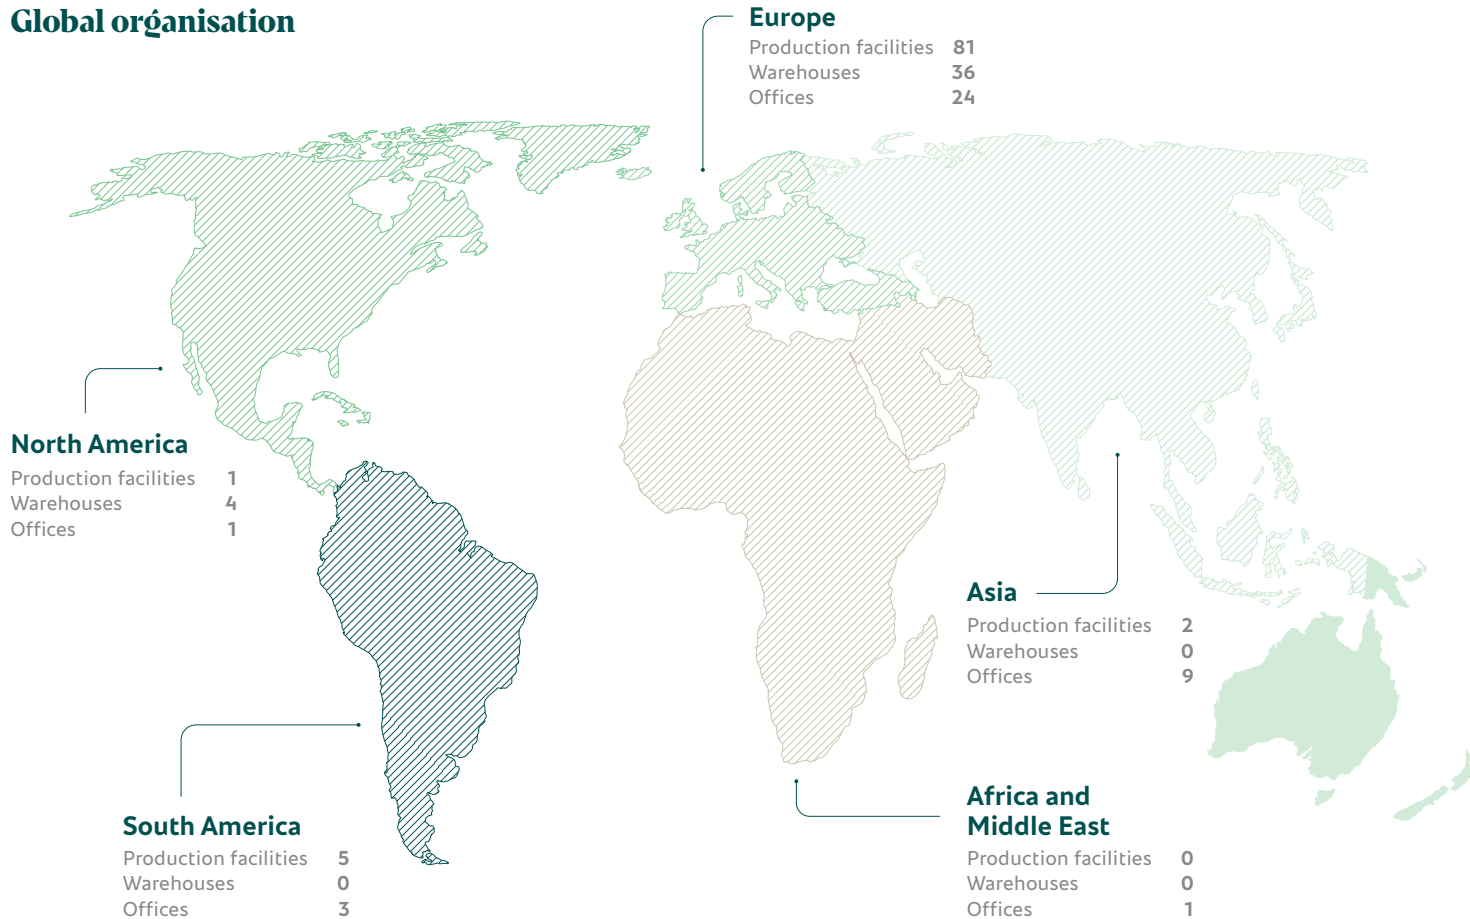 Global organisation
Europe
Production facilities 81
Warehouses 36
Offices 24
North America
Production facilities 1
Warehouses 4
Offices 1
Asia
Production facilities 2
Warehouses 0
Offices 9
South America
Production facilities 5
Warehouses 0
Offices 3
Africa and
Middle East
Production facilities 0
Warehouses 0
Offices 1